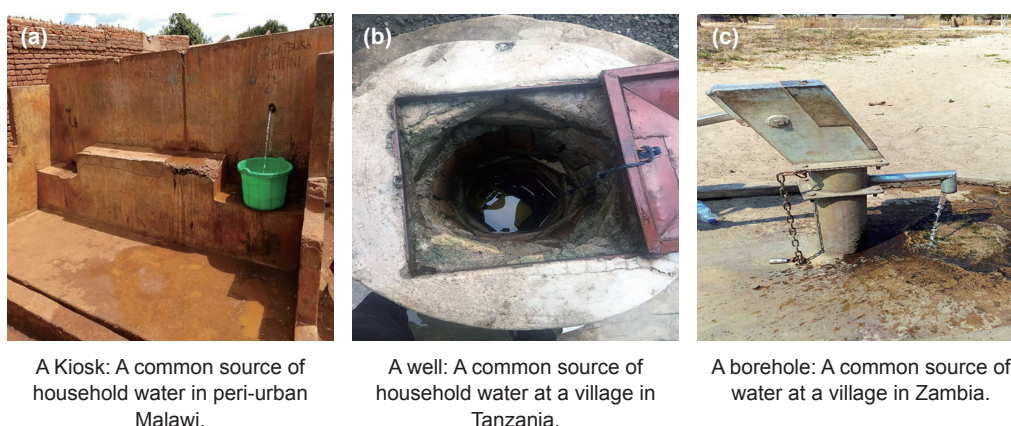 (a)
(b)
(c)
A Kiosk: A common source of
household water in peri-urban
Malawi.
A well: A common source of
household water at a village in
Tanzania.
A borehole: A common source of
water at a village in Zambia.